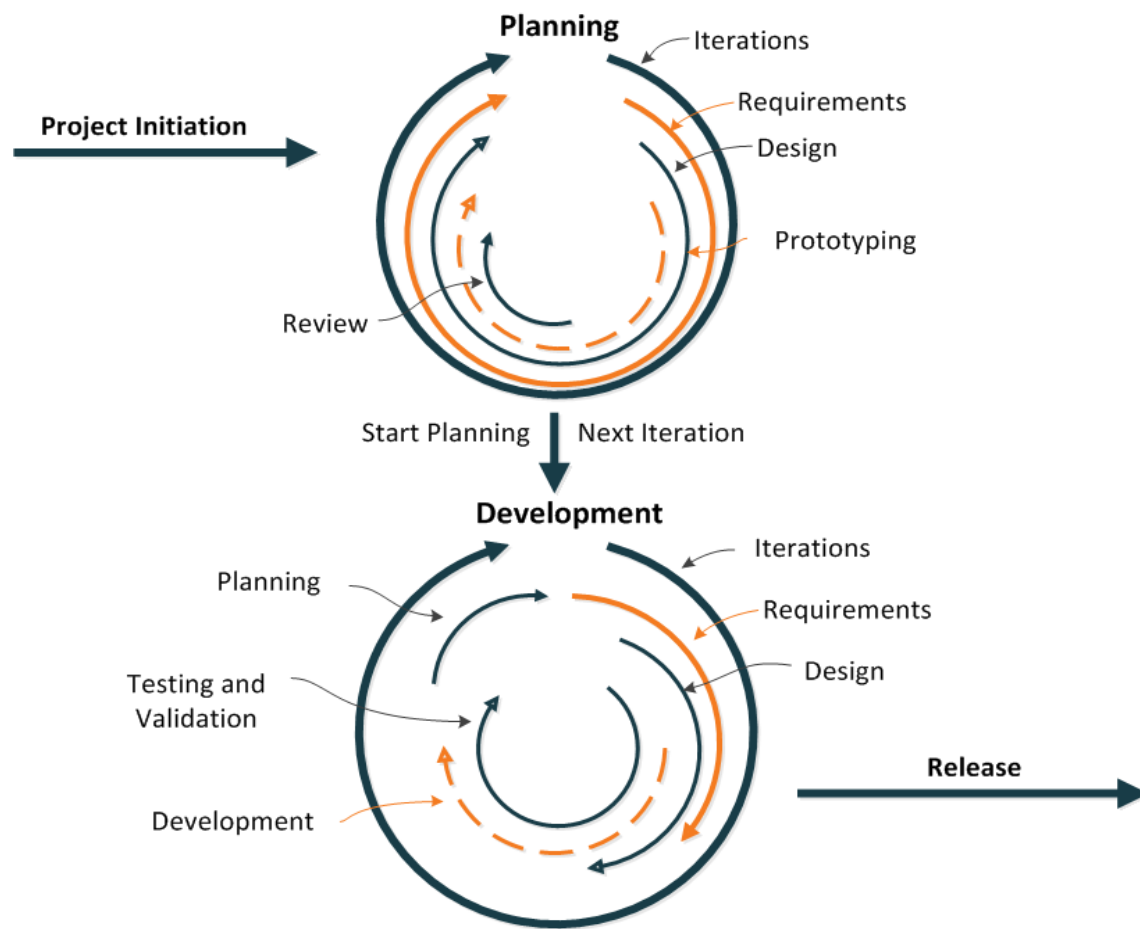 Planning
Iterations
Requirements
Project Initiation
Design
Prototyping
Review
Start Planning
Next Iteration
Development
Iterations
Planning
Requirements
Design
Testing and
Validation
Release
Development